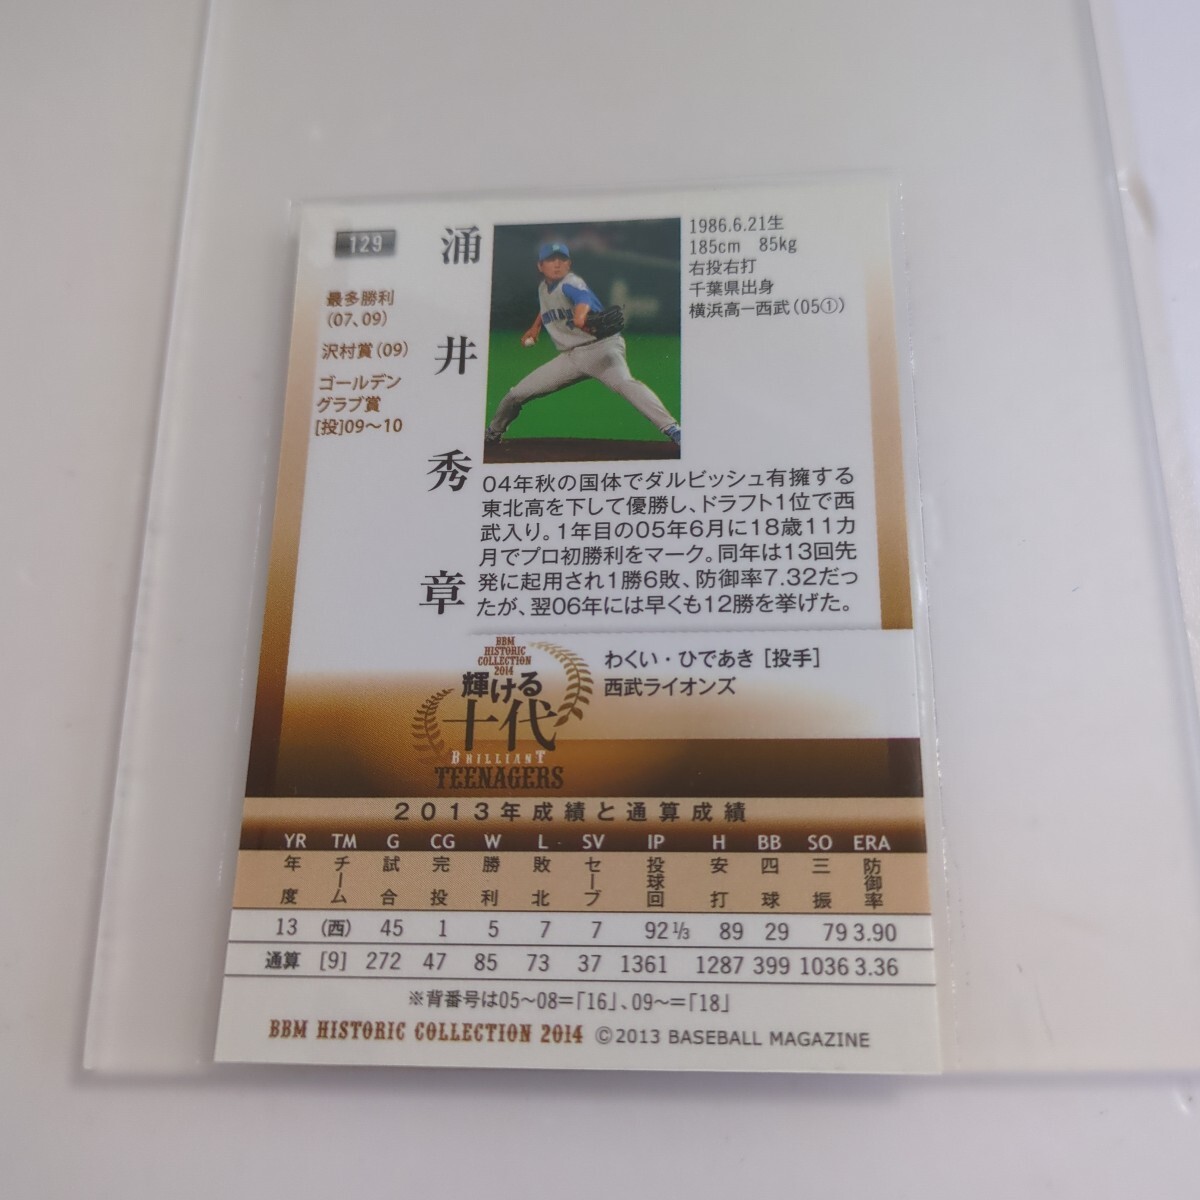 129
涌井秀章
最多勝利
(07、09)
沢村賞(09)
ゴールデン
グラブ賞
[投]09〜10
1986.6.21生
185cm 85kg
右投右打
千葉県出身
横浜高ー西武(05①)
04年秋の国体でダルビッシュ有擁する
東北高を下して優勝し、ドラフト1位で西
武入り。1年目の05年6月に18歳11カ
月でプロ初勝利をマーク。同年は13回先
発に起用され1勝6敗、防御率7.32だっ
たが、翌06年には早くも12勝を挙げた。
BBM
HISTORIC
COLLECTION
2014
輝ける
十代
BRILLIANT
TEENAGERS
わくい・ひであき[投手]
西武ライオンズ
2013年成績と通算成績
YR TM G CG W L SV IP H BB SO ERA
年度 チーム 試合 完投 勝利 敗北 セーブ 投球回 安打 四球 三振 防御率
13 (西) 45 1 5 7 7 92 1/3 89 29 79 3.90
通算 [9] 272 47 85 73 37 1361 1287 399 1036 3.36
※背番号は05〜08=「16」、09〜=「18」
BBM HISTORIC COLLECTION 2014 ©2013 BASEBALL MAGAZINE